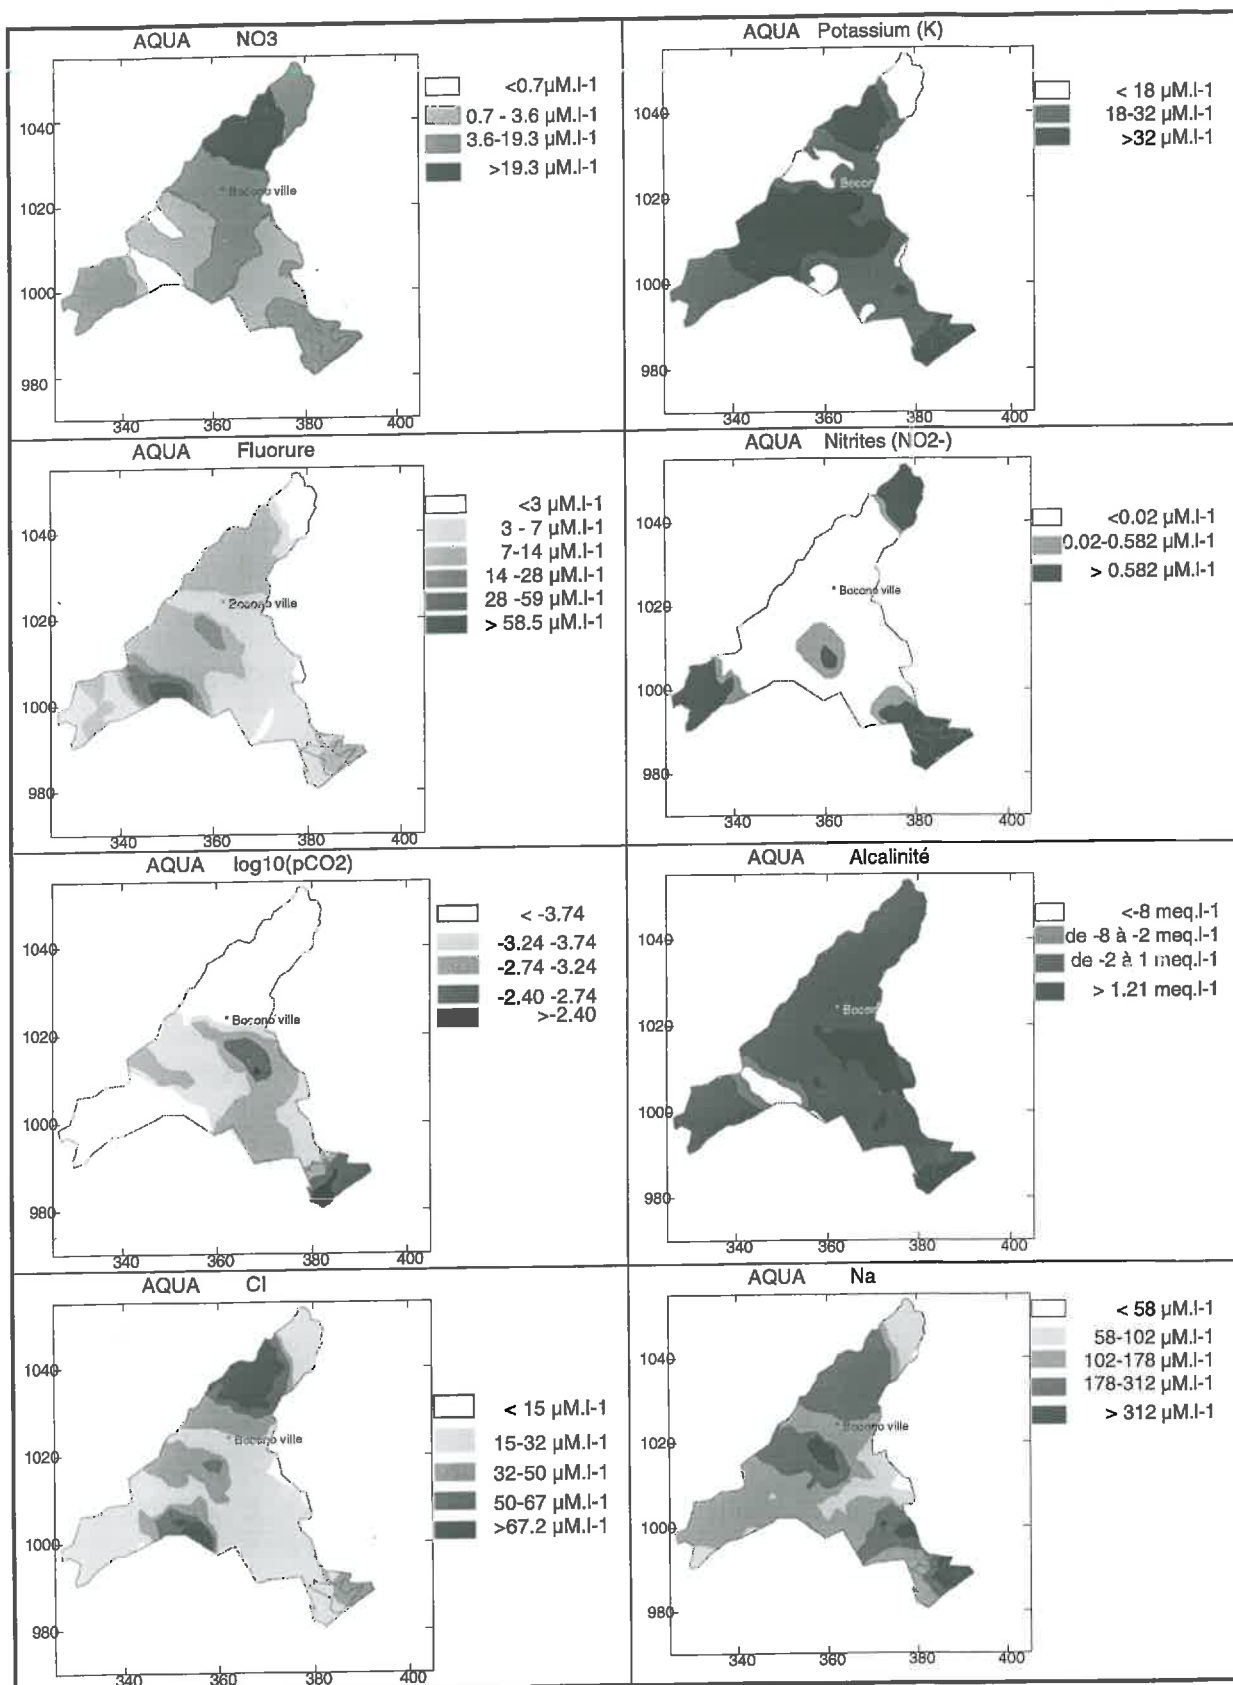 AQUA NO3
<0.7µM.l-1
0.7 - 3.6 µM.l-1
3.6-19.3 µM.l-1
>19.3 µM.l-1
Bocono ville
1040
1020
1000
980
340 360 380 400
AQUA Potassium (K)
< 18 µM.l-1
18-32 µM.l-1
>32 µM.l-1
Bocon
1040
1020
1000
980
340 360 380 400
AQUA Fluorure
<3 µM.l-1
3 - 7 µM.l-1
7-14 µM.l-1
14 -28 µM.l-1
28 -59 µM.l-1
> 58.5 µM.l-1
Bocono ville
1040
1020
1000
980
340 360 380 400
AQUA Nitrites (NO2-)
<0.02 µM.l-1
0.02-0.582 µM.l-1
> 0.582 µM.l-1
Bocono ville
1040
1020
1000
980
340 360 380 400
AQUA log10(pCO2)
< -3.74
-3.24 -3.74
-2.74 -3.24
-2.40 -2.74
>-2.40
Bocono ville
1040
1020
1000
980
340 360 380 400
AQUA Alcalinité
<-8 meq.l-1
de -8 à -2 meq.l-1
de -2 à 1 meq.l-1
> 1.21 meq.l-1
Bocon
1040
1020
1000
980
340 360 380 400
AQUA Cl
< 15 µM.l-1
15-32 µM.l-1
32-50 µM.l-1
50-67 µM.l-1
>67.2 µM.l-1
Bocono ville
1040
1020
1000
980
340 360 380 400
AQUA Na
< 58 µM.l-1
58-102 µM.l-1
102-178 µM.l-1
178-312 µM.l-1
> 312 µM.l-1
Bocono ville
1040
1020
1000
980
340 360 380 400